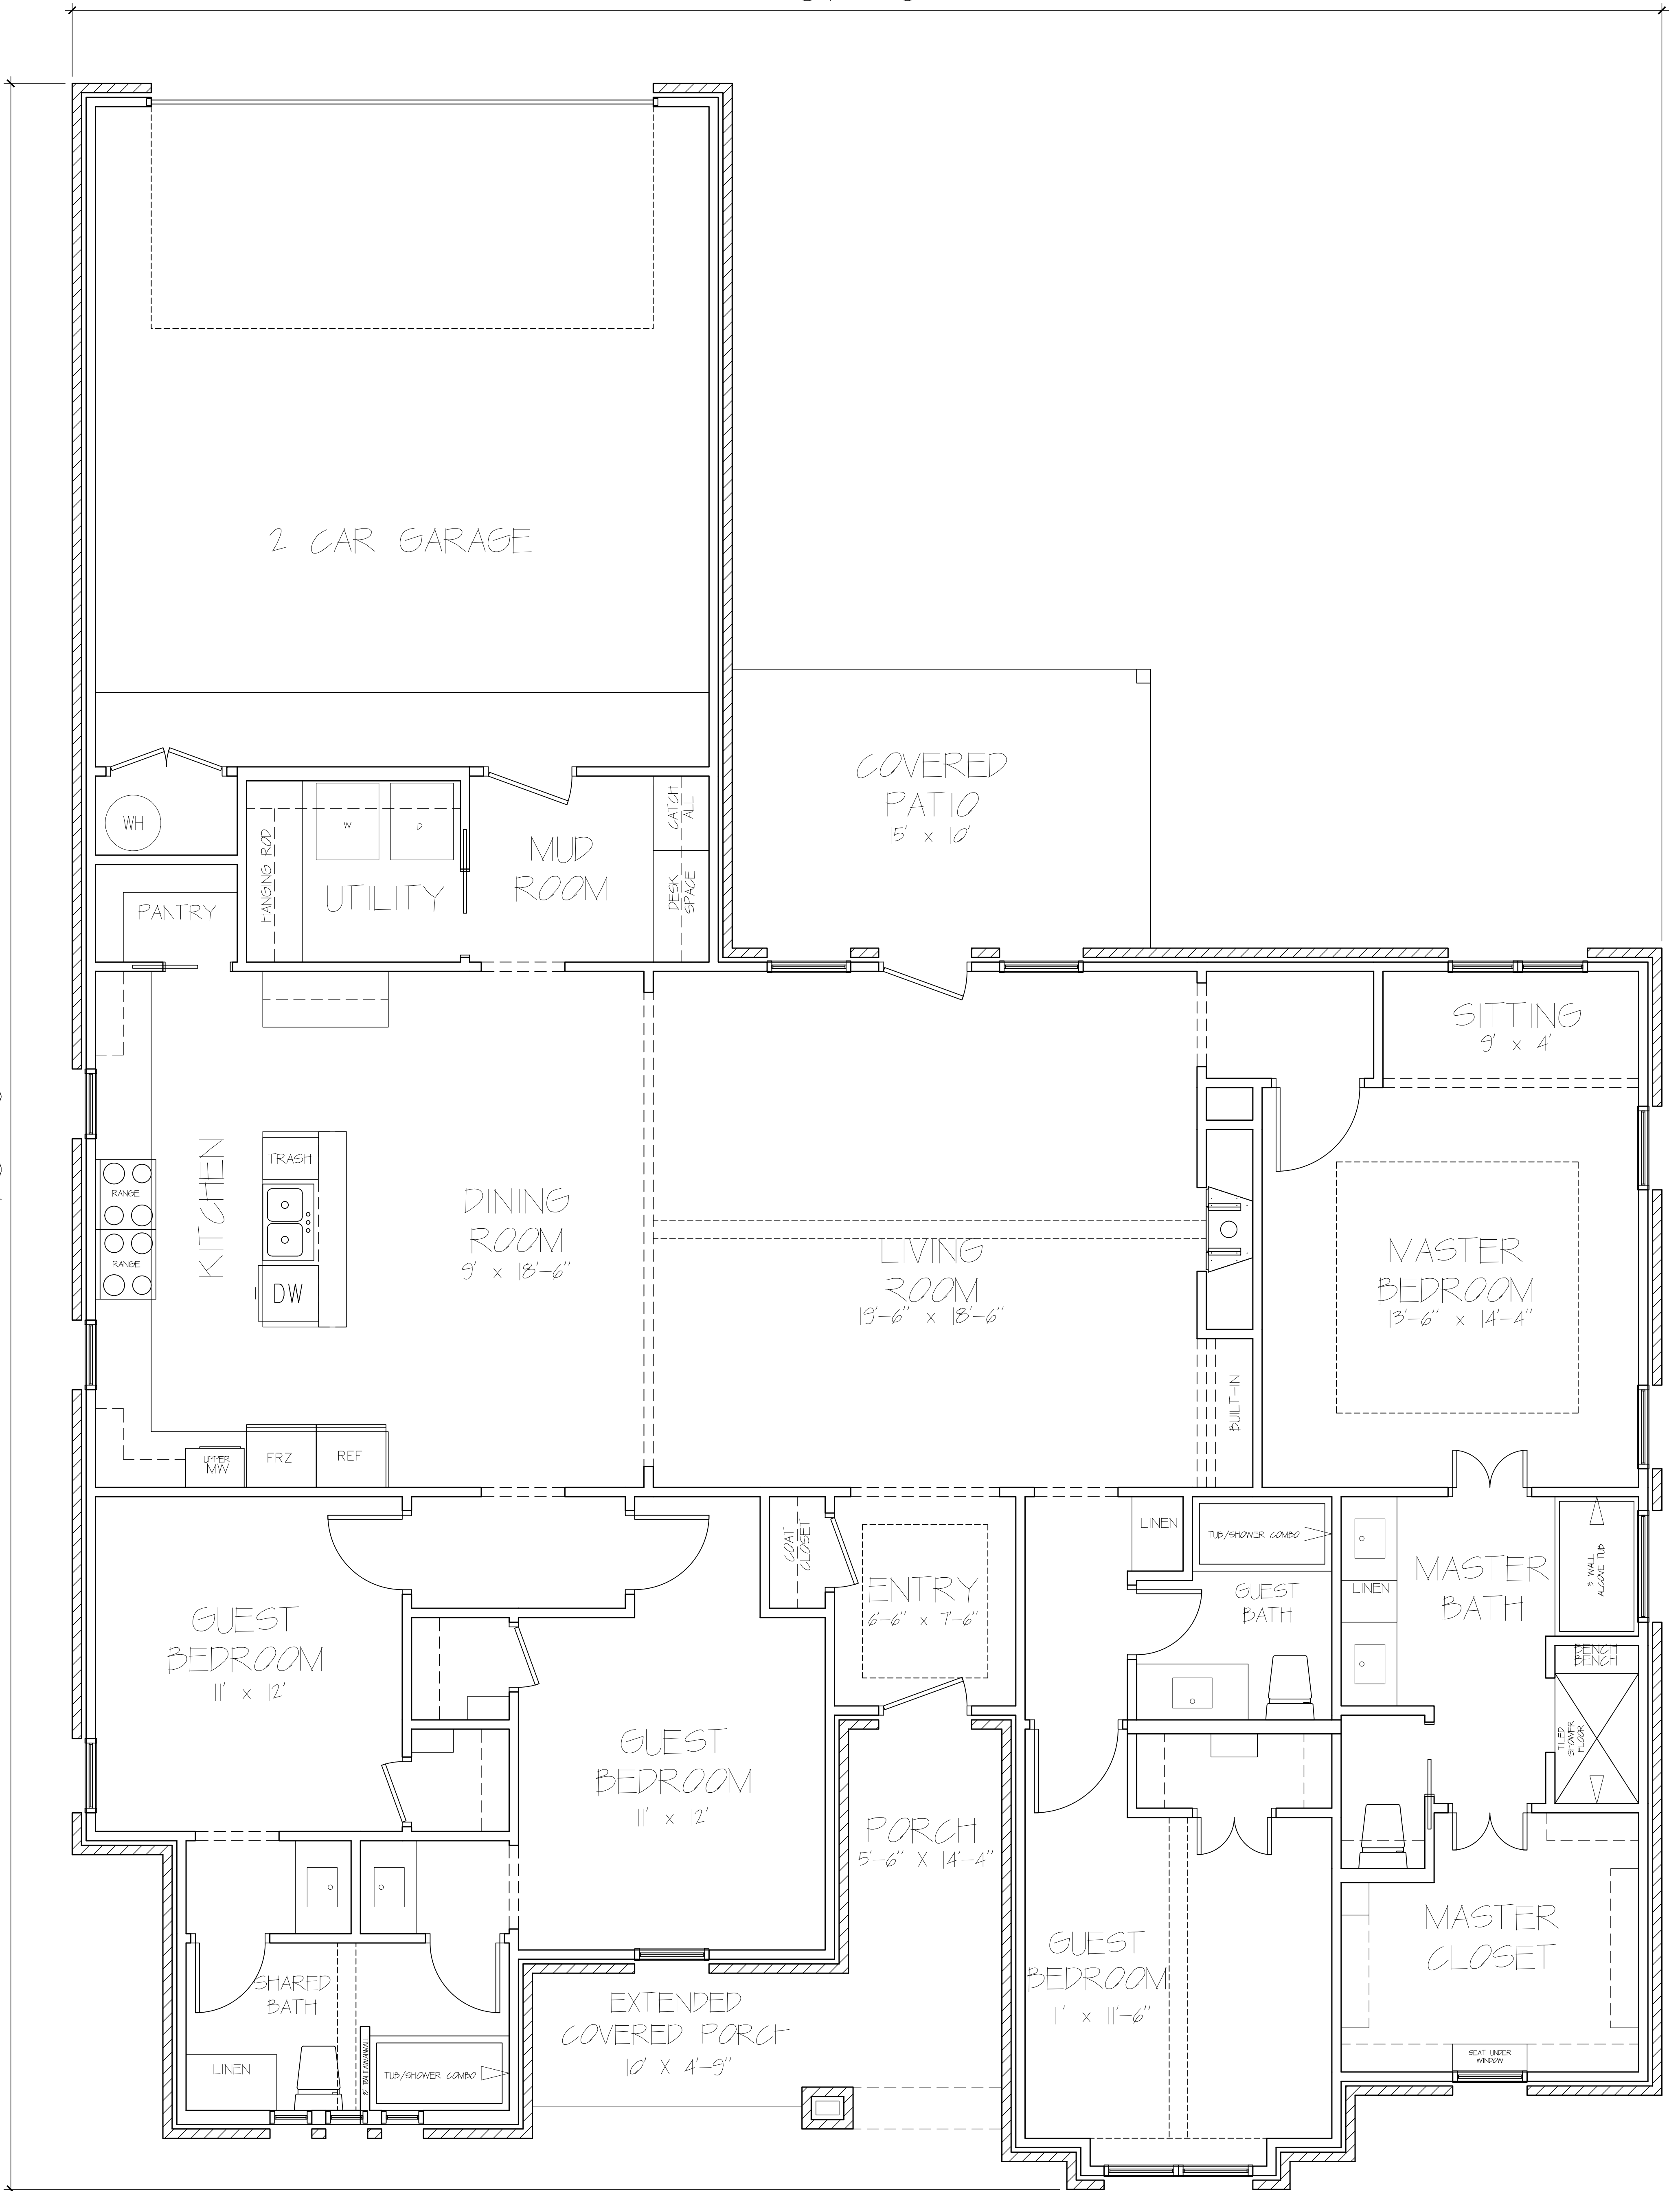 2 CAR GARAGE
COVERED
PATIO
15' x 10'
WH
W
D
HANGING ROD
UTILITY
MUD
ROOM
CATCH
ALL
DESK
SPACE
PANTRY
SITTING
9' x 4'
KITCHEN
RANGE
RANGE
TRASH
DW
DINING
ROOM
9' x 18'-6"
LIVING
ROOM
19'-6" x 18'-6"
MASTER
BEDROOM
13'-6" x 14'-4"
BUILT-IN
UPPER
MW
FRZ
REF
COAT
CLOSET
ENTRY
6'-6" x 7'-6"
LINEN
TUB/SHOWER COMBO
GUEST
BATH
LINEN
MASTER
BATH
3 WALL
ALCOVE TUB
BENCH
BENCH
TILED
SHOWER
FLOOR
GUEST
BEDROOM
11' x 12'
GUEST
BEDROOM
11' x 12'
PORCH
5'-6" X 14'-4"
GUEST
BEDROOM
11' x 11'-6"
MASTER
CLOSET
SEAT UNDER
WINDOW
SHARED
BATH
LINEN
TUB/SHOWER COMBO
EXTENDED
COVERED PORCH
10' X 4'-9"